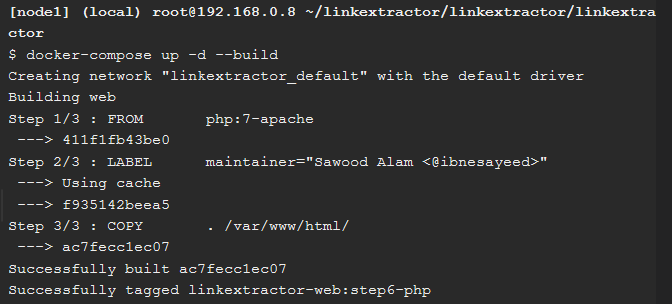 [node1] (local) root@192.168.0.8 ~/linkextractor/linkextractor/linkextra
ctor
$ docker-compose up -d --build
Creating network "linkextractor_default" with the default driver
Building web
Step 1/3 : FROM       php:7-apache
 ---> 411f1fb43be0
Step 2/3 : LABEL      maintainer="Sawood Alam <@ibnesayeed>"
 ---> Using cache
 ---> f935142beea5
Step 3/3 : COPY       . /var/www/html/
 ---> ac7fecc1ec07
Successfully built ac7fecc1ec07
Successfully tagged linkextractor-web:step6-php